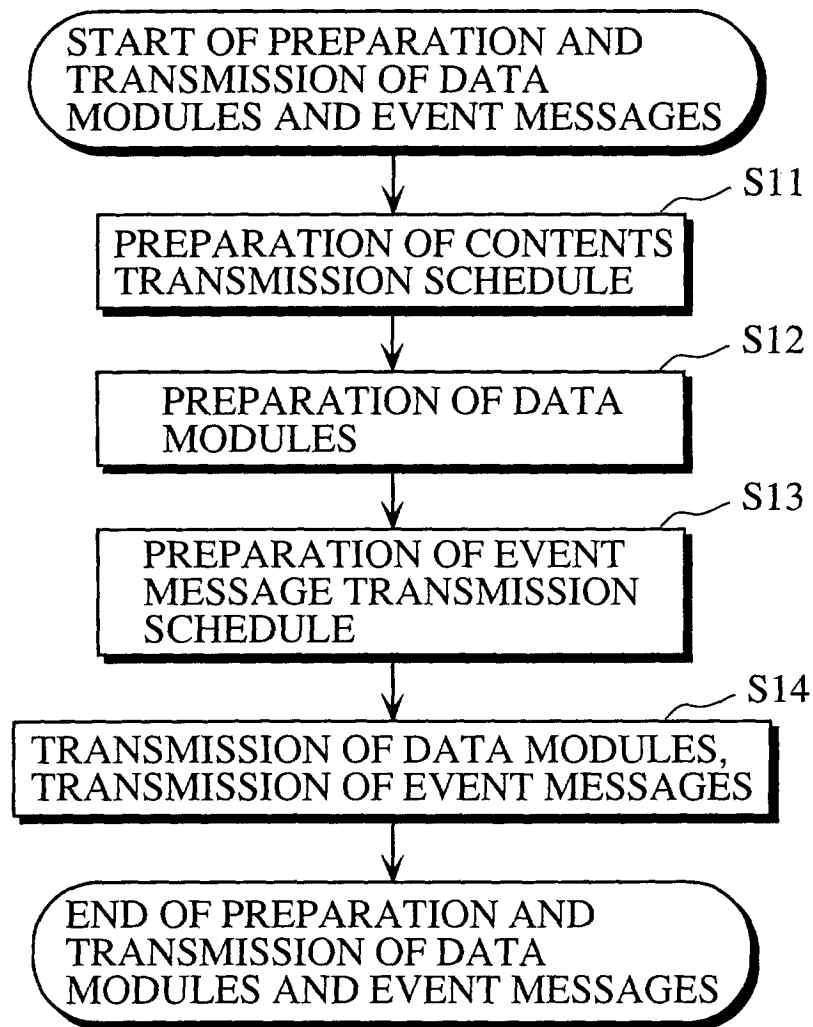 START OF PREPARATION AND
TRANSMISSION OF DATA
MODULES AND EVENT MESSAGES
S11
PREPARATION OF CONTENTS
TRANSMISSION SCHEDULE
S12
PREPARATION OF DATA
MODULES
S13
PREPARATION OF EVENT
MESSAGE TRANSMISSION
SCHEDULE
S14
TRANSMISSION OF DATA MODULES,
TRANSMISSION OF EVENT MESSAGES
END OF PREPARATION AND
TRANSMISSION OF DATA
MODULES AND EVENT MESSAGES